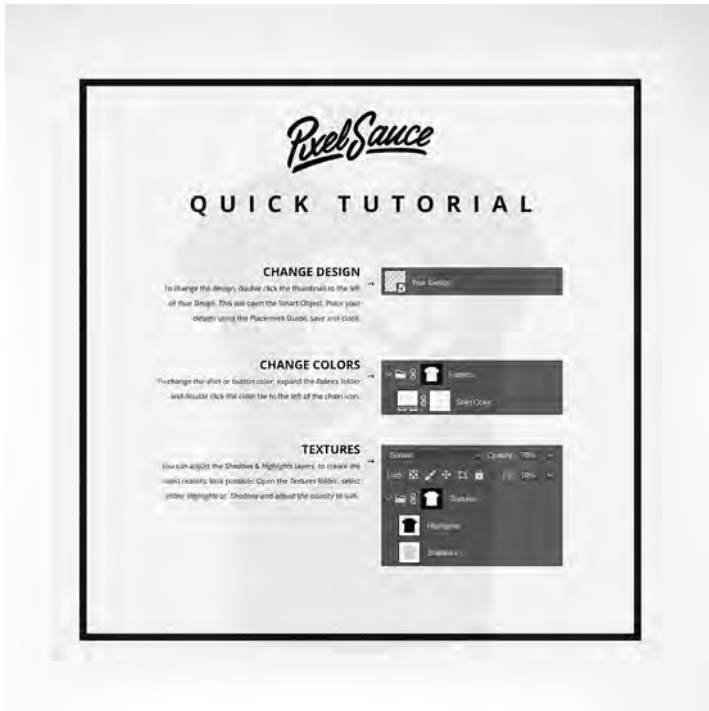 PixelSauce
QUICK TUTORIAL
CHANGE DESIGN
To change the design, double click the thumbnail to the left
of Your Design. This will open the Smart Object. Place your
design using the Placement Guide, save and close.
→
Your Design
CHANGE COLORS
To change the shirt or button color, expand the Fabrics folder
and double click the color tile to the left of the chain icon.
→
Fabrics
Solid Color
TEXTURES
You can adjust the Shadows & Highlights layers, to create the
most realistic look possible. Open the Textures folder, select
either Highlights or Shadows and adjust the opacity to suit.
→
Screen Opacity: 70%
Lock: Fill: 70%
Textures
Highlights
Shadows